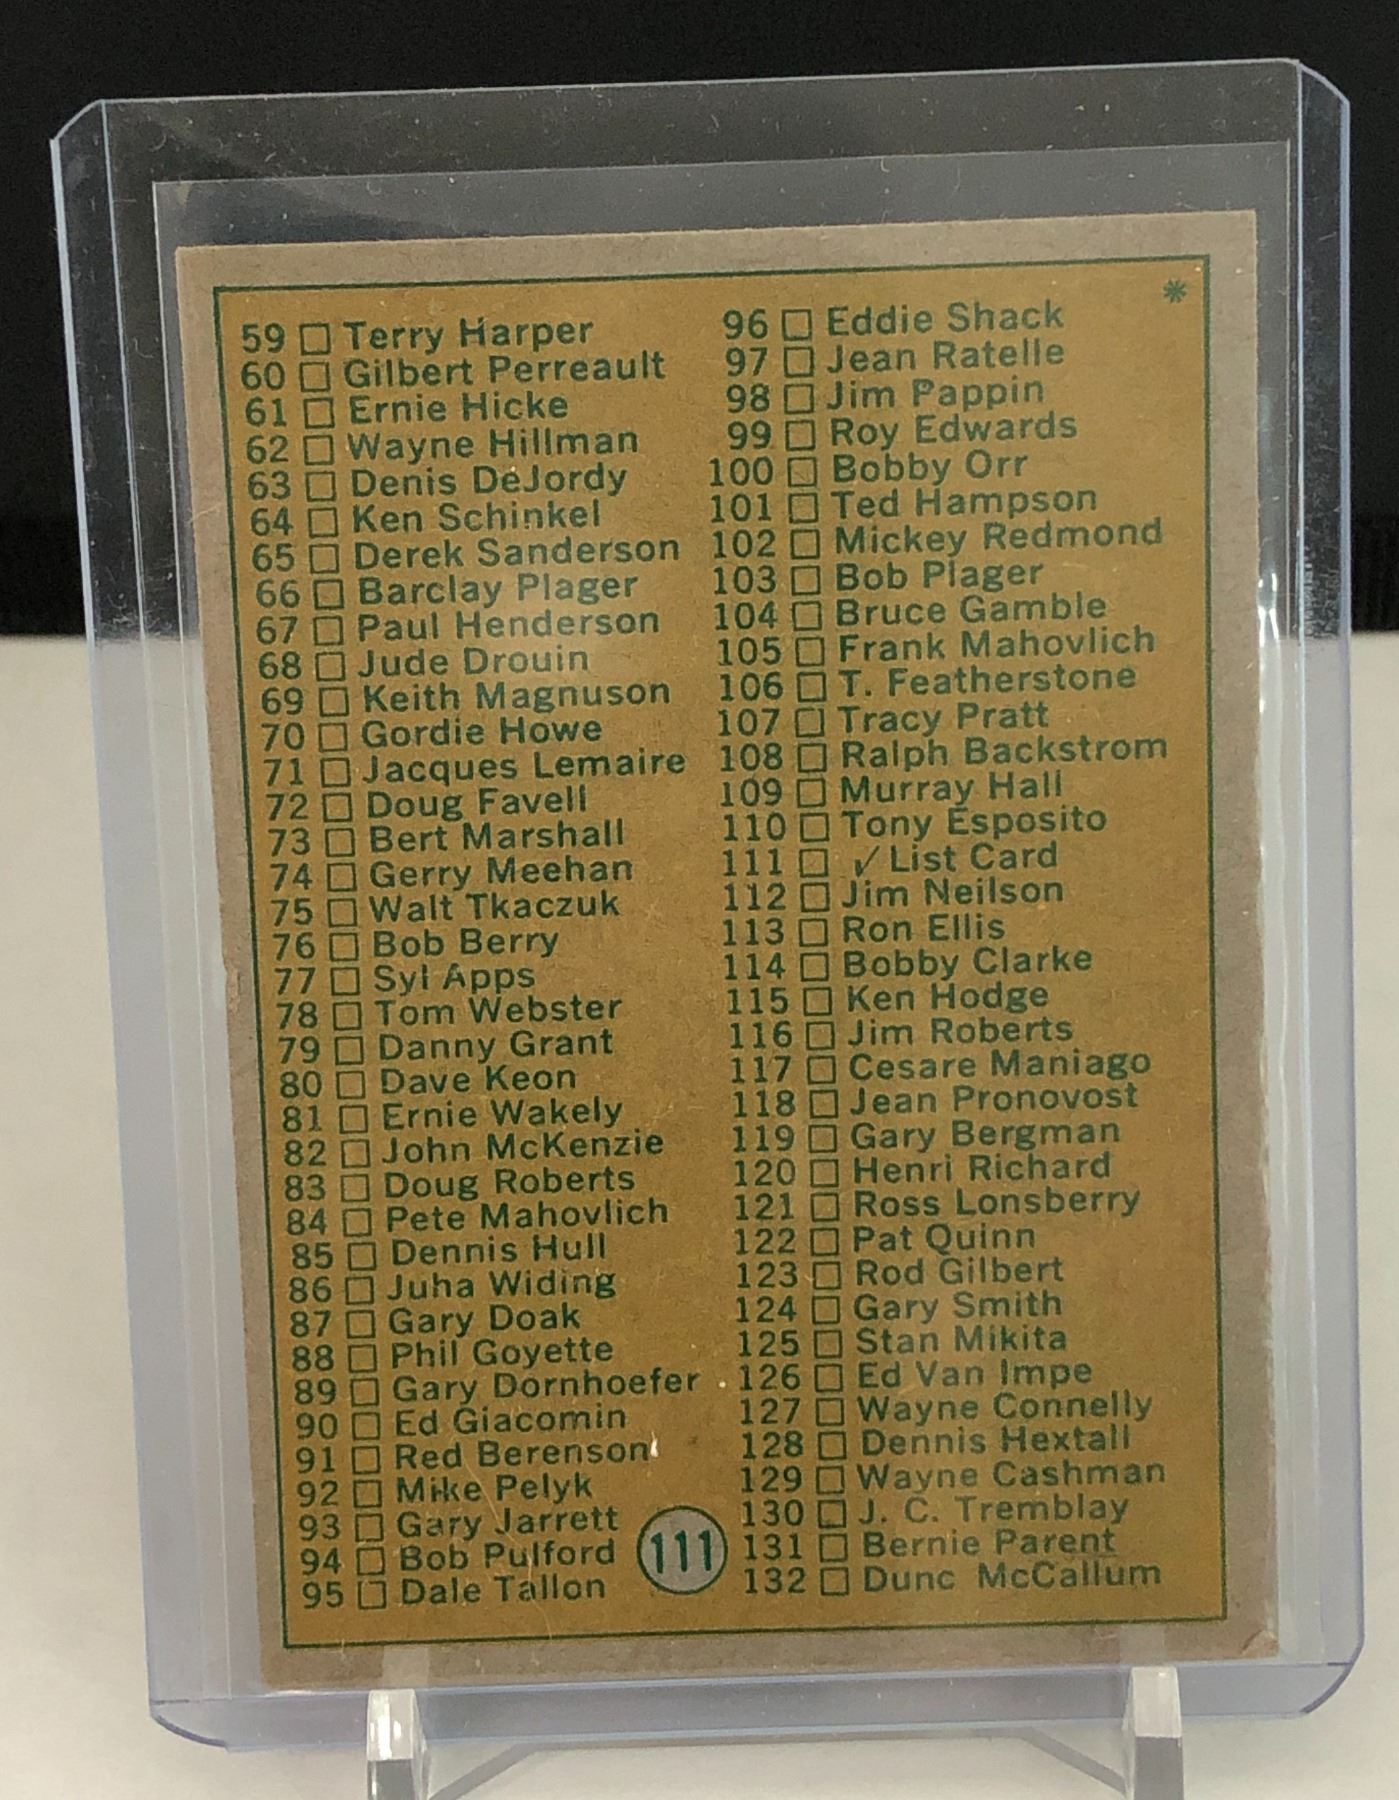 *
59 □ Terry Harper
60 □ Gilbert Perreault
61 □ Ernie Hicke
62 □ Wayne Hillman
63 □ Denis DeJordy
64 □ Ken Schinkel
65 □ Derek Sanderson
66 □ Barclay Plager
67 □ Paul Henderson
68 □ Jude Drouin
69 □ Keith Magnuson
70 □ Gordie Howe
71 □ Jacques Lemaire
72 □ Doug Favell
73 □ Bert Marshall
74 □ Gerry Meehan
75 □ Walt Tkaczuk
76 □ Bob Berry
77 □ Syl Apps
78 □ Tom Webster
79 □ Danny Grant
80 □ Dave Keon
81 □ Ernie Wakely
82 □ John McKenzie
83 □ Doug Roberts
84 □ Pete Mahovlich
85 □ Dennis Hull
86 □ Juha Widing
87 □ Gary Doak
88 □ Phil Goyette
89 □ Gary Dornhoefer
90 □ Ed Giacomin
91 □ Red Berenson
92 □ Mike Pelyk
93 □ Gary Jarrett
94 □ Bob Pulford
95 □ Dale Tallon
96 □ Eddie Shack
97 □ Jean Ratelle
98 □ Jim Pappin
99 □ Roy Edwards
100 □ Bobby Orr
101 □ Ted Hampson
102 □ Mickey Redmond
103 □ Bob Plager
104 □ Bruce Gamble
105 □ Frank Mahovlich
106 □ T. Featherstone
107 □ Tracy Pratt
108 □ Ralph Backstrom
109 □ Murray Hall
110 □ Tony Esposito
111 □ ✓ List Card
112 □ Jim Neilson
113 □ Ron Ellis
114 □ Bobby Clarke
115 □ Ken Hodge
116 □ Jim Roberts
117 □ Cesare Maniago
118 □ Jean Pronovost
119 □ Gary Bergman
120 □ Henri Richard
121 □ Ross Lonsberry
122 □ Pat Quinn
123 □ Rod Gilbert
124 □ Gary Smith
125 □ Stan Mikita
126 □ Ed Van Impe
127 □ Wayne Connelly
128 □ Dennis Hextall
129 □ Wayne Cashman
130 □ J. C. Tremblay
131 □ Bernie Parent
132 □ Dunc McCallum
111